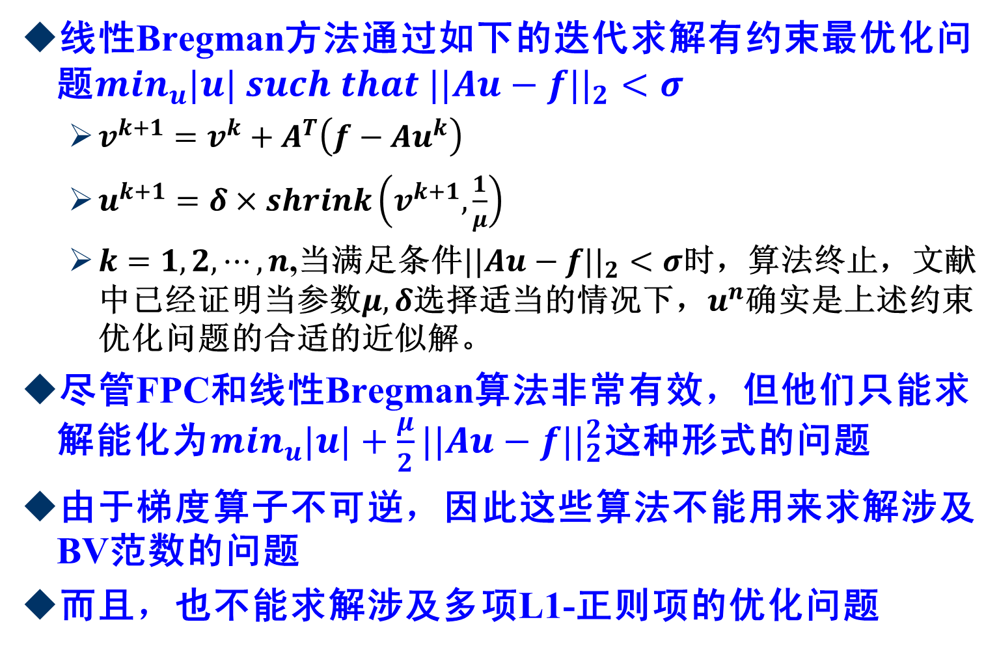 ◆线性Bregman方法通过如下的迭代求解有约束最优化问
题$min_u|u|\ such\ that\ ||Au-f||_2<\sigma$
➢$v^{k+1}=v^k+A^T(f-Au^k)$
➢$u^{k+1}=\delta\times shrink\left(v^{k+1},\frac{1}{\mu}\right)$
➢$k=1,2,\cdots,n$,当满足条件$||Au-f||_2<\sigma$时，算法终止，文献
中已经证明当参数$\mu,\delta$选择适当的情况下，$u^n$确实是上述约束
优化问题的合适的近似解。
◆尽管FPC和线性Bregman算法非常有效，但他们只能求
解能化为$min_u|u|+\frac{\mu}{2}||Au-f||_2^2$这种形式的问题
◆由于梯度算子不可逆，因此这些算法不能用来求解涉及
BV范数的问题
◆而且，也不能求解涉及多项L1-正则项的优化问题